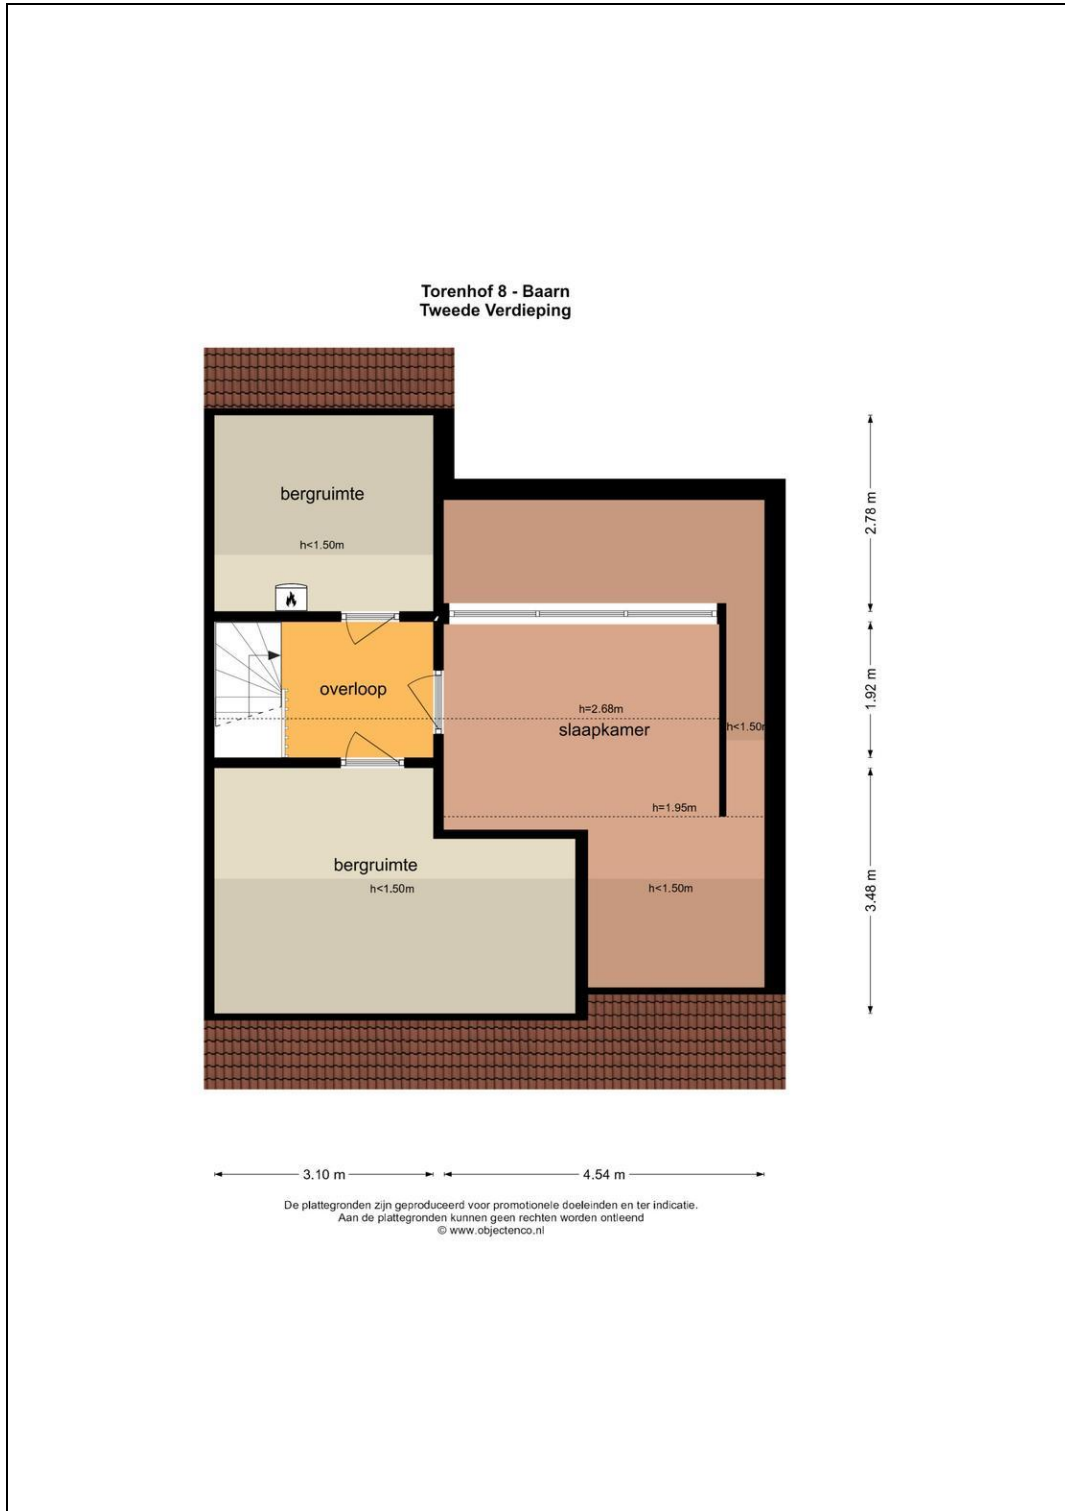 Torenhof 8 - Baarn
Tweede Verdieping
bergruimte
h<1.50m
2.78 m
overloop
1.92 m
h=2.68m
slaapkamer
h<1.50m
h=1.95m
bergruimte
h<1.50m
h<1.50m
3.48 m
3.10 m
4.54 m
De plattegronden zijn geproduceerd voor promotionele doeleinden en ter indicatie.
Aan de plattegronden kunnen geen rechten worden ontleend
© www.objectenco.nl